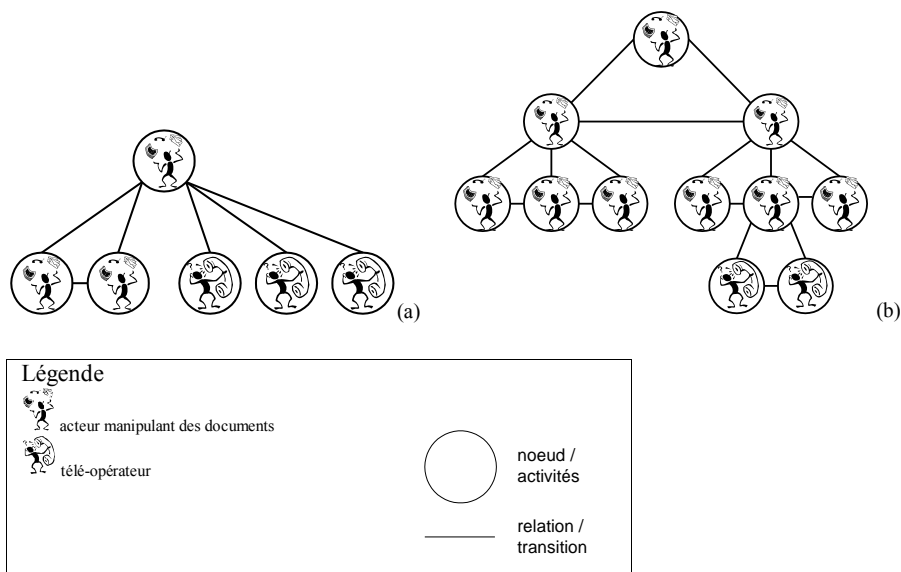 (a)
(b)
Légende
acteur manipulant des documents
télé-opérateur
noeud /
activités
relation /
transition